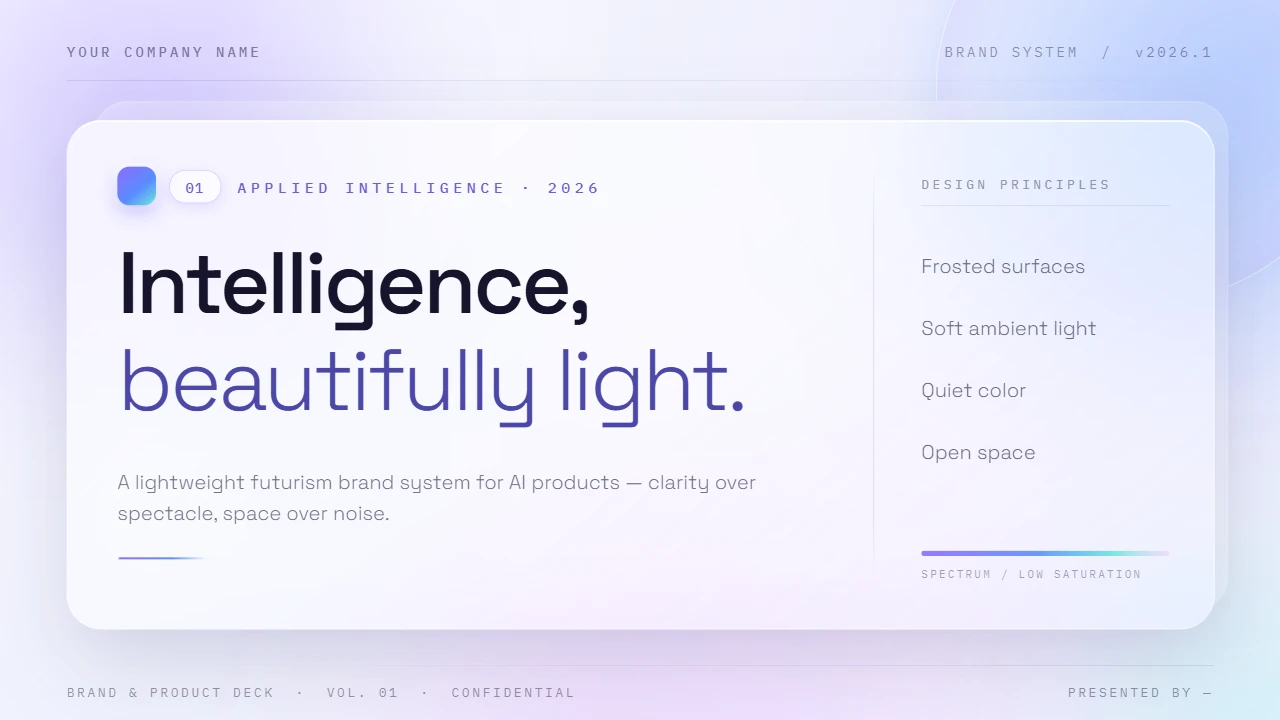 YOUR COMPANY NAME
BRAND SYSTEM / v2026.1
01 APPLIED INTELLIGENCE · 2026
Intelligence,
beautifully light.
A lightweight futurism brand system for AI products — clarity over
spectacle, space over noise.
DESIGN PRINCIPLES
Frosted surfaces
Soft ambient light
Quiet color
Open space
SPECTRUM / LOW SATURATION
BRAND & PRODUCT DECK · VOL. 01 · CONFIDENTIAL
PRESENTED BY —